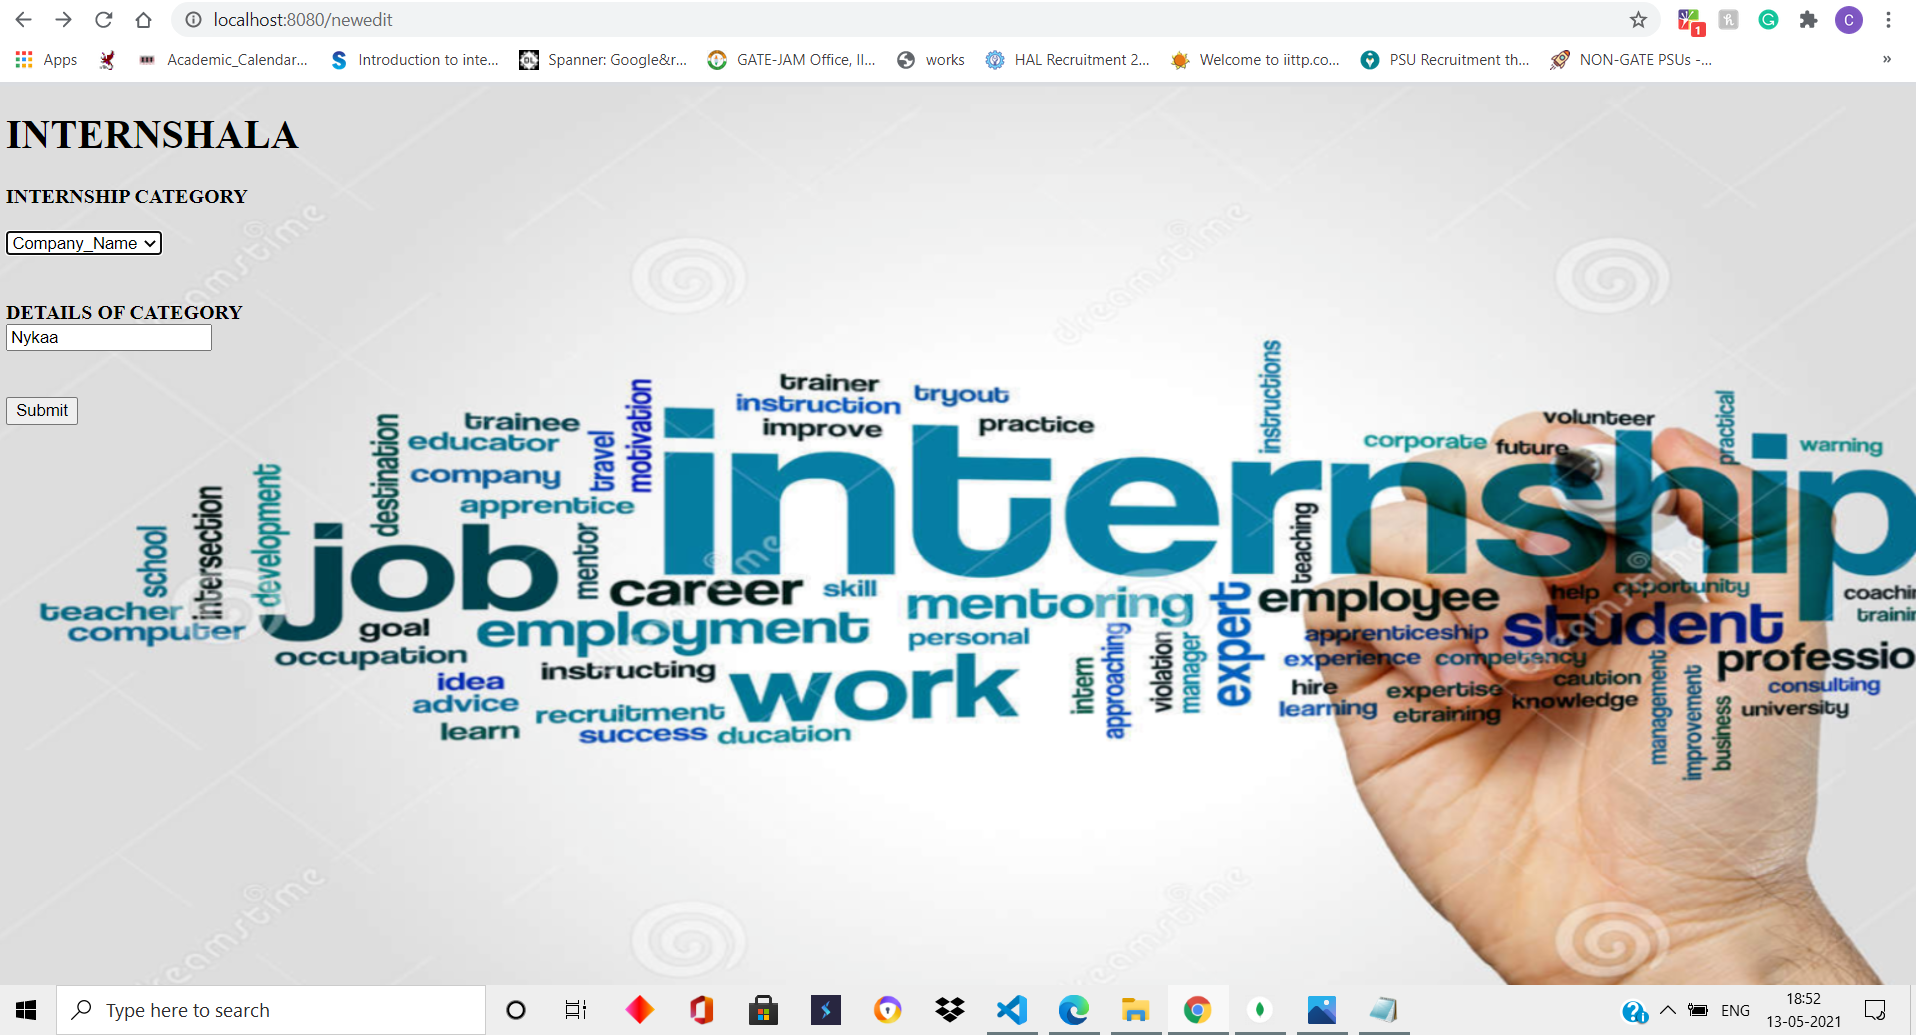 localhost:8080/newedit
1
C
Apps
Academic_Calendar...
Introduction to inte...
Spanner: Google&r...
GATE-JAM Office, II...
works
HAL Recruitment 2...
Welcome to iittp.co...
PSU Recruitment th...
NON-GATE PSUs -...
»
INTERNSHALA
INTERNSHIP CATEGORY
Company_Name
DETAILS OF CATEGORY
Nykaa
Submit
dreamstime
dreamstime
dreamstime
instructions
trainer
tryout
instruction
improve
practice
motivation
travel
trainee
educator
destination
company
apprentice
internship
volunteer
practical
corporate
future
warning
school
intersection
development
job
mentor
career
skill
mentoring
expert
teaching
employee
help
opportunity
coachin
trainin
teacher
computer
goal
employment
personal
occupation
instructing
work
apprenticeship
student
experience
competency
professio
idea
advice
learn
recruitment
success
ducation
intern
approaching
violation
manager
hire
learning
expertise
etraining
caution
knowledge
management
improvement
business
consulting
university
dreamstime
dreamstime
Type here to search
ENG
18:52
13-05-2021